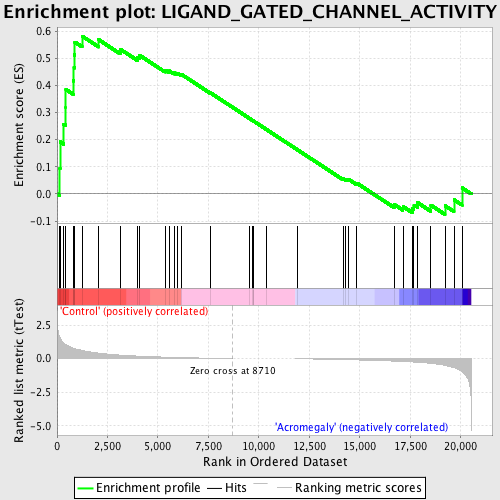 Enrichment plot: LIGAND_GATED_CHANNEL_ACTIVITY
Enrichment score (ES)
0.6
0.5
0.4
0.3
0.2
0.1
0.0
-0.1
'Control' (positively correlated)
Ranked list metric (tTest)
2.5
0.0
-2.5
-5.0
Zero cross at 8710
'Acromegaly' (negatively correlated)
0 2,500 5,000 7,500 10,000 12,500 15,000 17,500 20,000
Rank in Ordered Dataset
Enrichment profile Hits Ranking metric scores